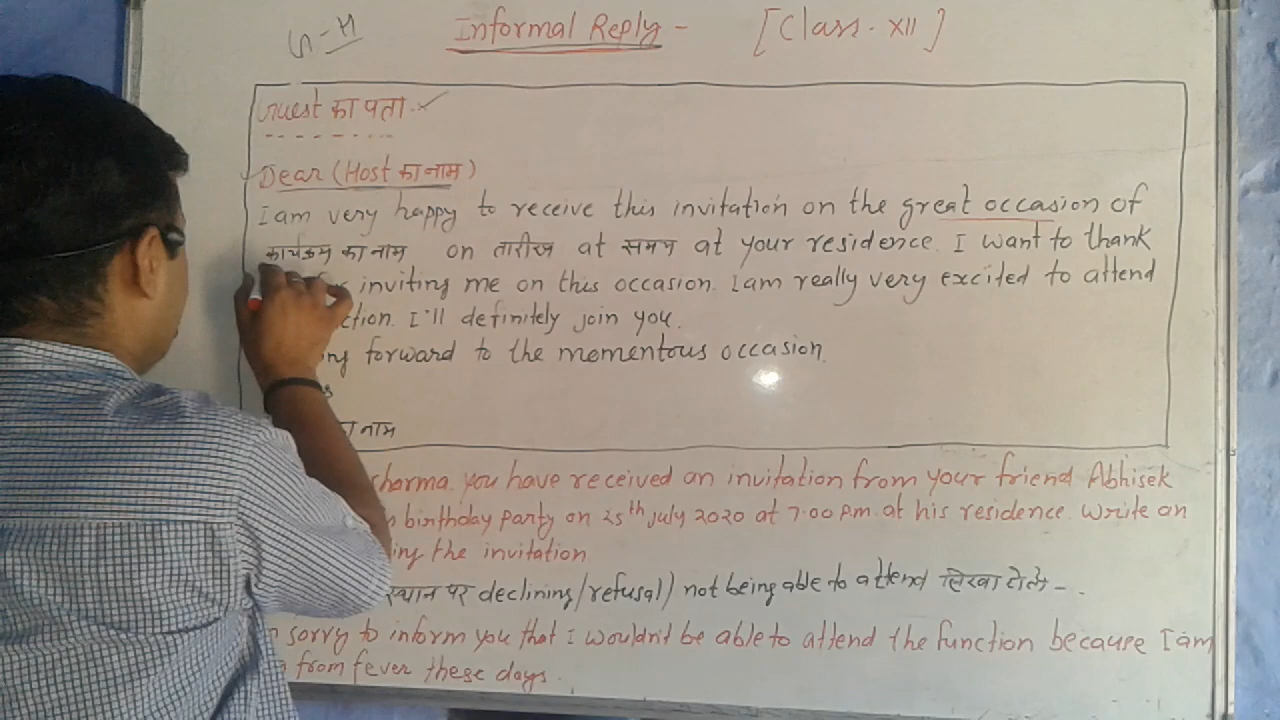 G-H Informal Reply - [Class. XII]
Guest का पता.
Dear (Host का नाम)
I am very happy to receive this invitation on the great occasion of
कार्यक्रम का नाम on तारीख at समय at your residence. I want to thank
inviting me on this occasion. I am really very excited to attend
ction. I'll definitely join you.
ng forward to the momentous occasion.
s
का नाम
sharma. you have received an invitation from your friend Abhisek
birthday party on 25th July 2020 at 7:00 pm. at his residence. Write an
ing the invitation
स्थान पर declining/refusal) not being able to attend लिखा हो तो - .
sorry to inform you that I wouldn't be able to attend the function because I am
from fever these days.